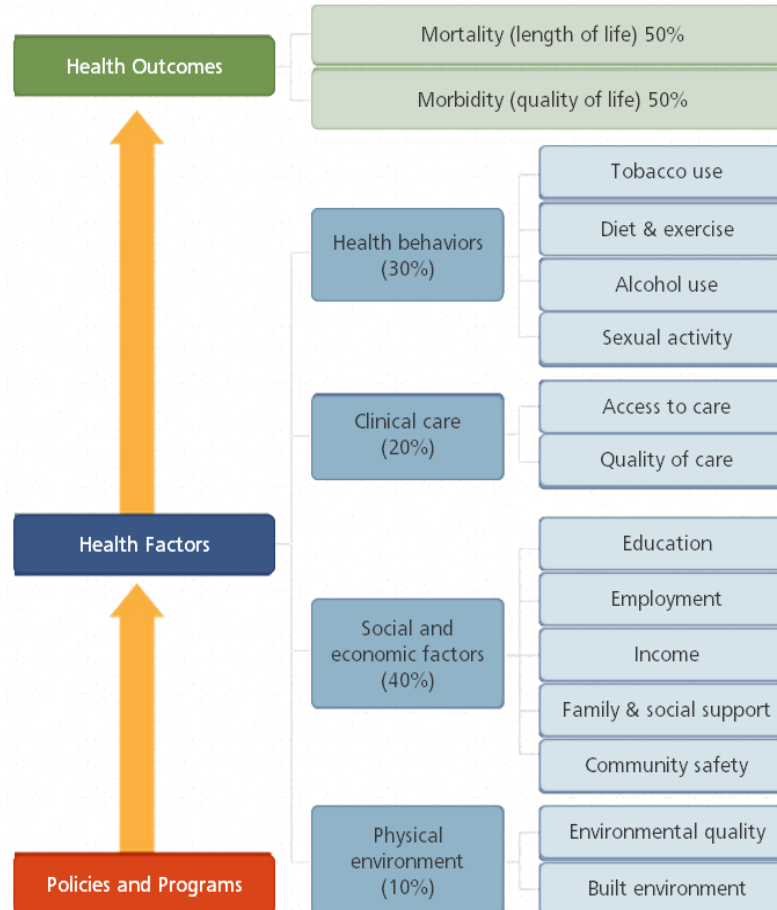 Health Outcomes
Mortality (length of life) 50%
Morbidity (quality of life) 50%
Health Factors
Health behaviors
(30%)
Tobacco use
Diet & exercise
Alcohol use
Sexual activity
Clinical care
(20%)
Access to care
Quality of care
Social and
economic factors
(40%)
Education
Employment
Income
Family & social support
Community safety
Physical
environment
(10%)
Environmental quality
Built environment
Policies and Programs